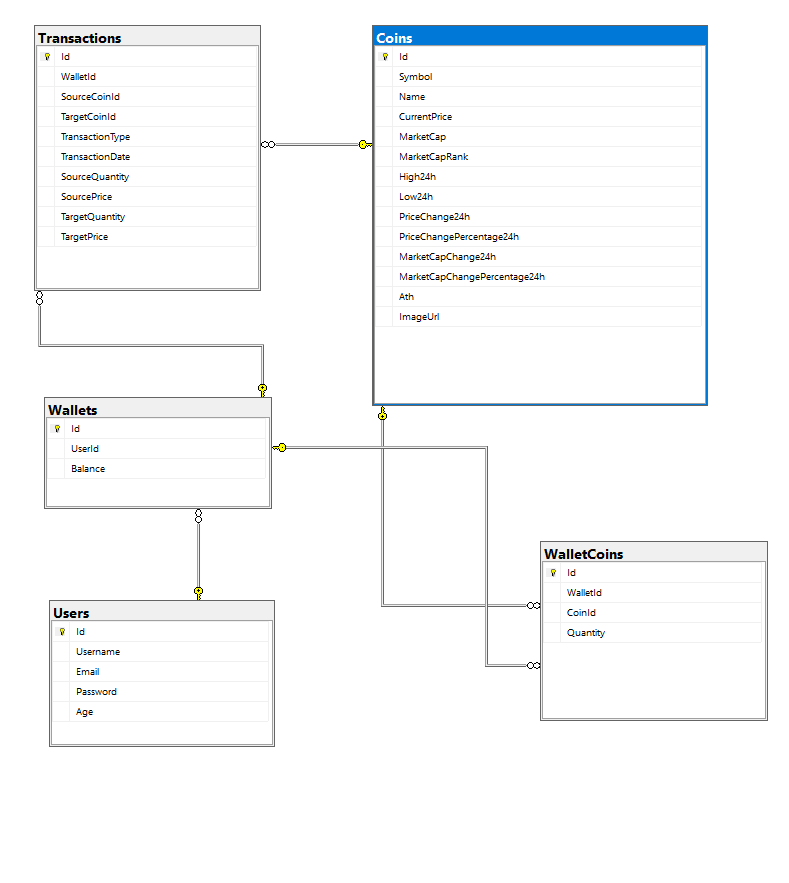 Transactions
Id
WalletId
SourceCoinId
TargetCoinId
TransactionType
TransactionDate
SourceQuantity
SourcePrice
TargetQuantity
TargetPrice
Coins
Id
Symbol
Name
CurrentPrice
MarketCap
MarketCapRank
High24h
Low24h
PriceChange24h
PriceChangePercentage24h
MarketCapChange24h
MarketCapChangePercentage24h
Ath
ImageUrl
Wallets
Id
UserId
Balance
WalletCoins
Id
WalletId
CoinId
Quantity
Users
Id
Username
Email
Password
Age